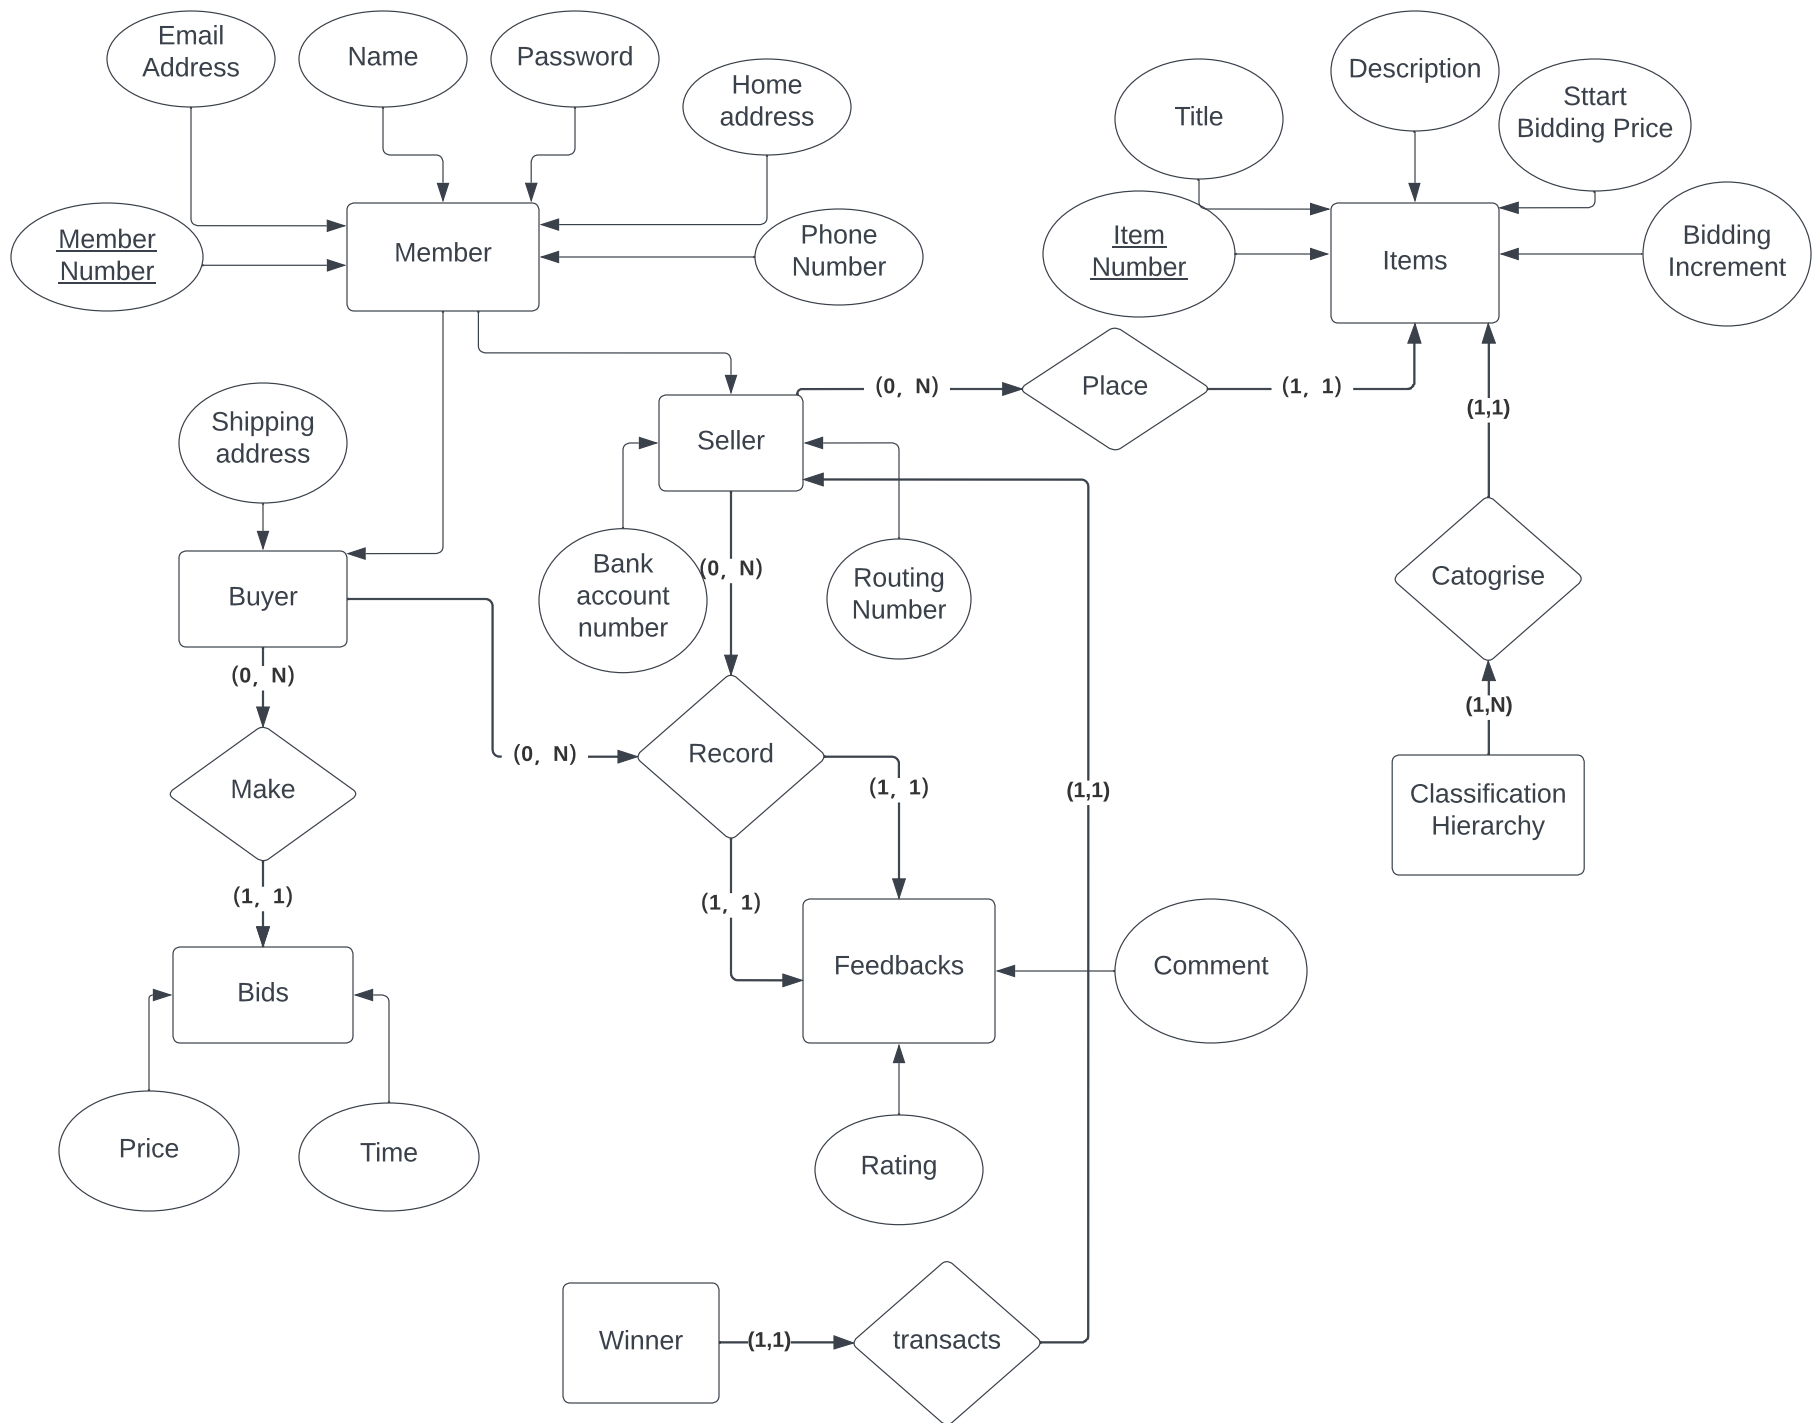 Email
Address
Name
Password
Home
address
Title
Description
Sttart
Bidding Price
Member
Number
Member
Phone
Number
Item
Number
Items
Bidding
Increment
Shipping
address
Seller
(0, N)
Place
(1, 1)
(1,1)
Buyer
Bank
account
number
(0, N)
Routing
Number
Catogrise
(0, N)
(0, N)
Record
(1, 1)
(1,1)
(1,N)
Make
Classification
Hierarchy
(1, 1)
(1, 1)
Bids
Feedbacks
Comment
Price
Time
Rating
Winner
(1,1)
transacts